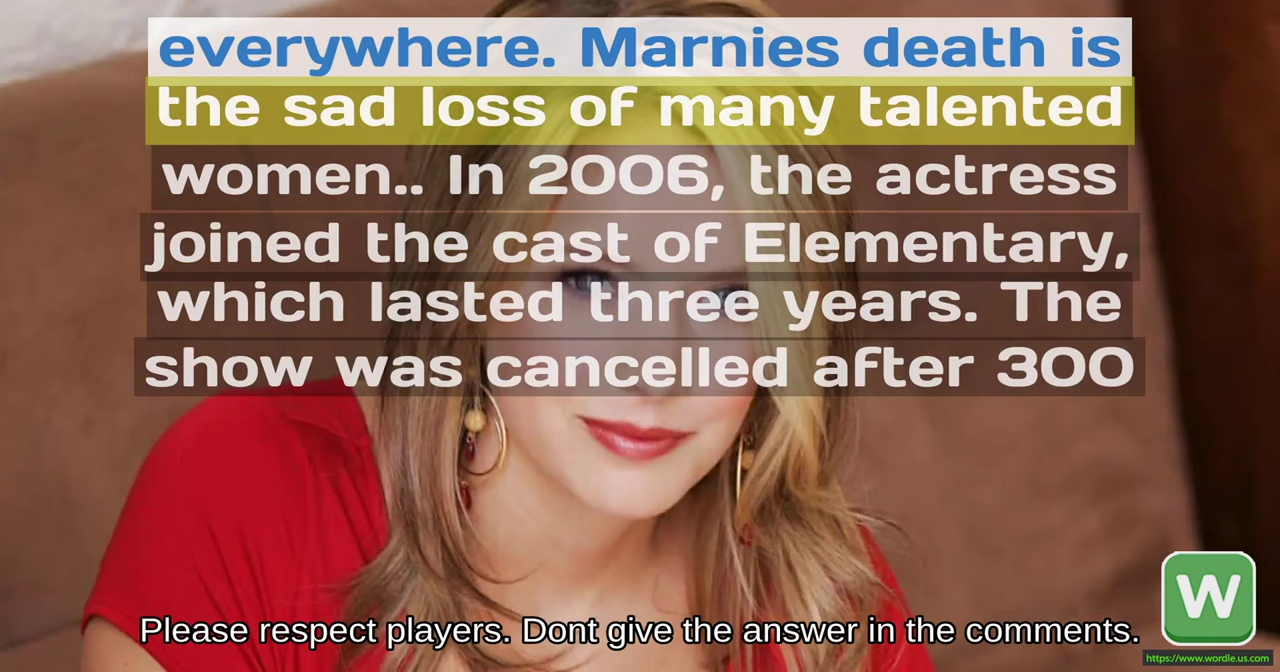 everywhere. Marnies death is
the sad loss of many talented
women.. In 2006, the actress
joined the cast of Elementary,
which lasted three years. The
show was cancelled after 300
Please respect players. Dont give the answer in the comments.
W
https://www.wordle.us.com